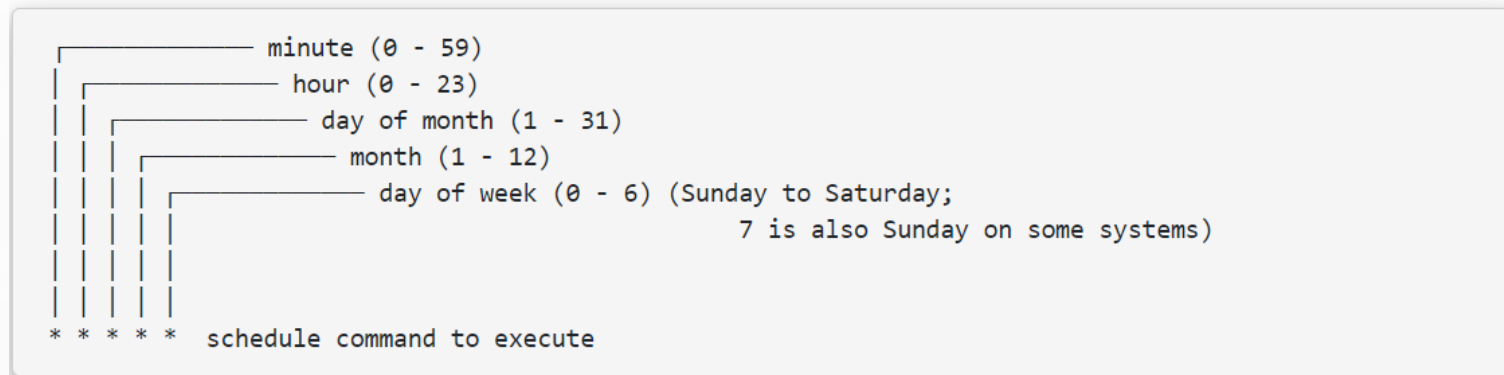 minute (0 - 59)
hour (0 - 23)
day of month (1 - 31)
month (1 - 12)
day of week (0 - 6) (Sunday to Saturday;
7 is also Sunday on some systems)
* * * * * schedule command to execute